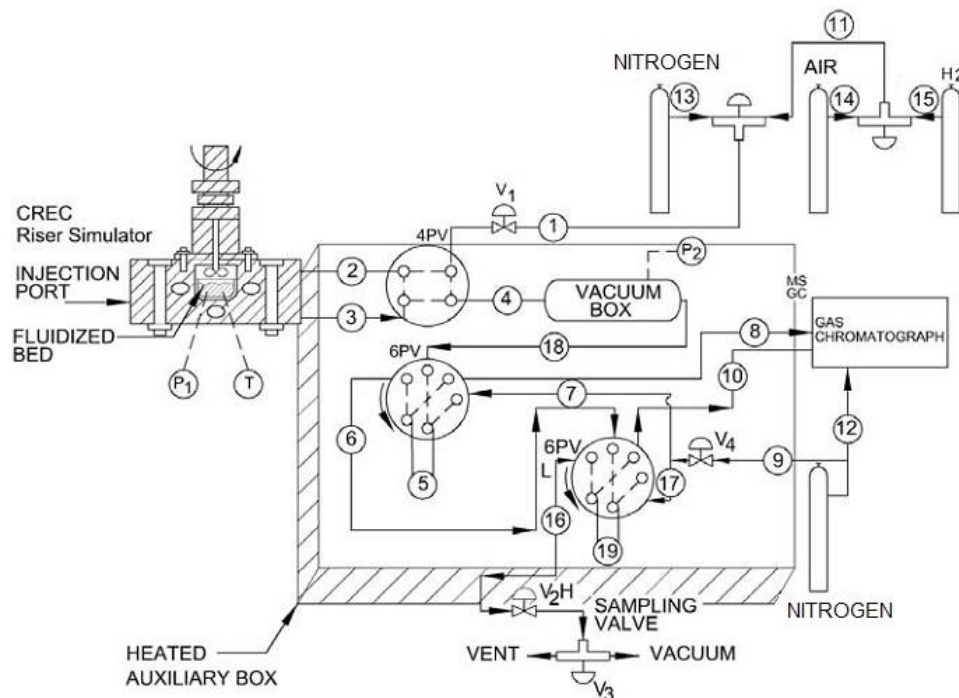 11
NITROGEN
AIR
H2
13
14
15
CREC
Riser Simulator
V1
1
4PV
INJECTION
PORT
2
P2
MS
GC
4
VACUUM
BOX
3
GAS
CHROMATOGRAPH
FLUIDIZED
BED
18
8
6PV
P1
T
7
10
6
6PV
L
V4
9
12
5
17
16
19
V2H
SAMPLING
VALVE
NITROGEN
HEATED
AUXILIARY BOX
VENT
VACUUM
V3